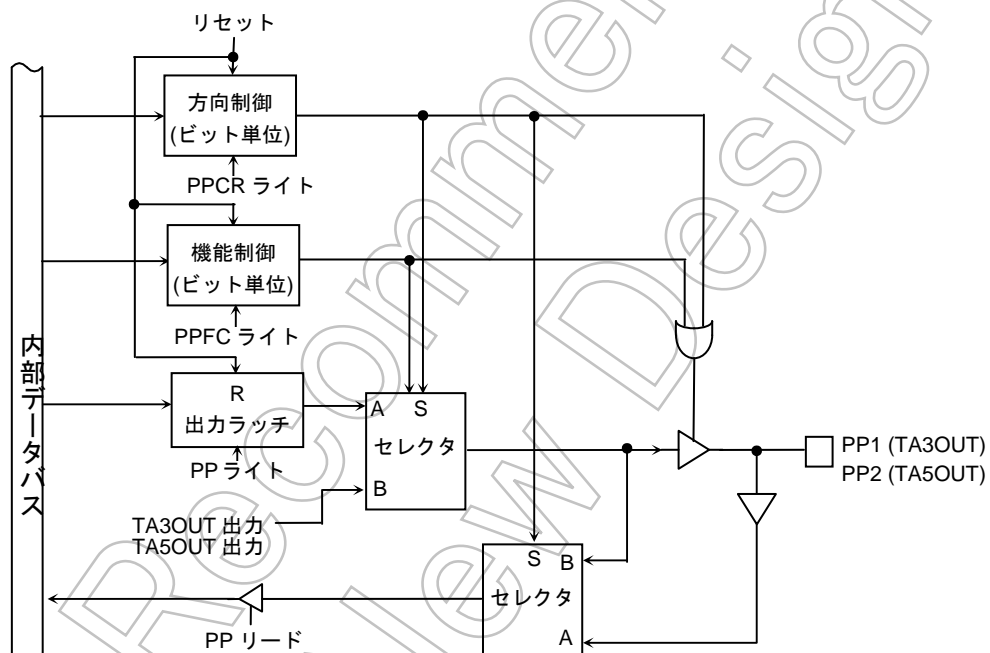 リセット
方向制御
(ビット単位)
PPCR ライト
機能制御
(ビット単位)
PPFC ライト
内部データバス
R
出力ラッチ
PP ライト
A
S
セレクタ
B
TA3OUT 出力
TA5OUT 出力
PP1 (TA3OUT)
PP2 (TA5OUT)
S
B
セレクタ
A
PP リード
Recommen
New Desig